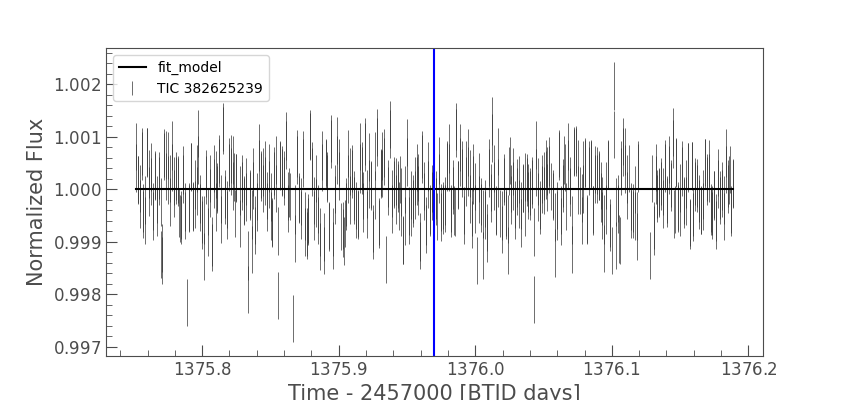 fit_model
TIC 382625239
1.002
1.001
1.000
0.999
0.998
0.997
Normalized Flux
1375.8 1375.9 1376.0 1376.1 1376.2
Time - 2457000 [BTJD days]